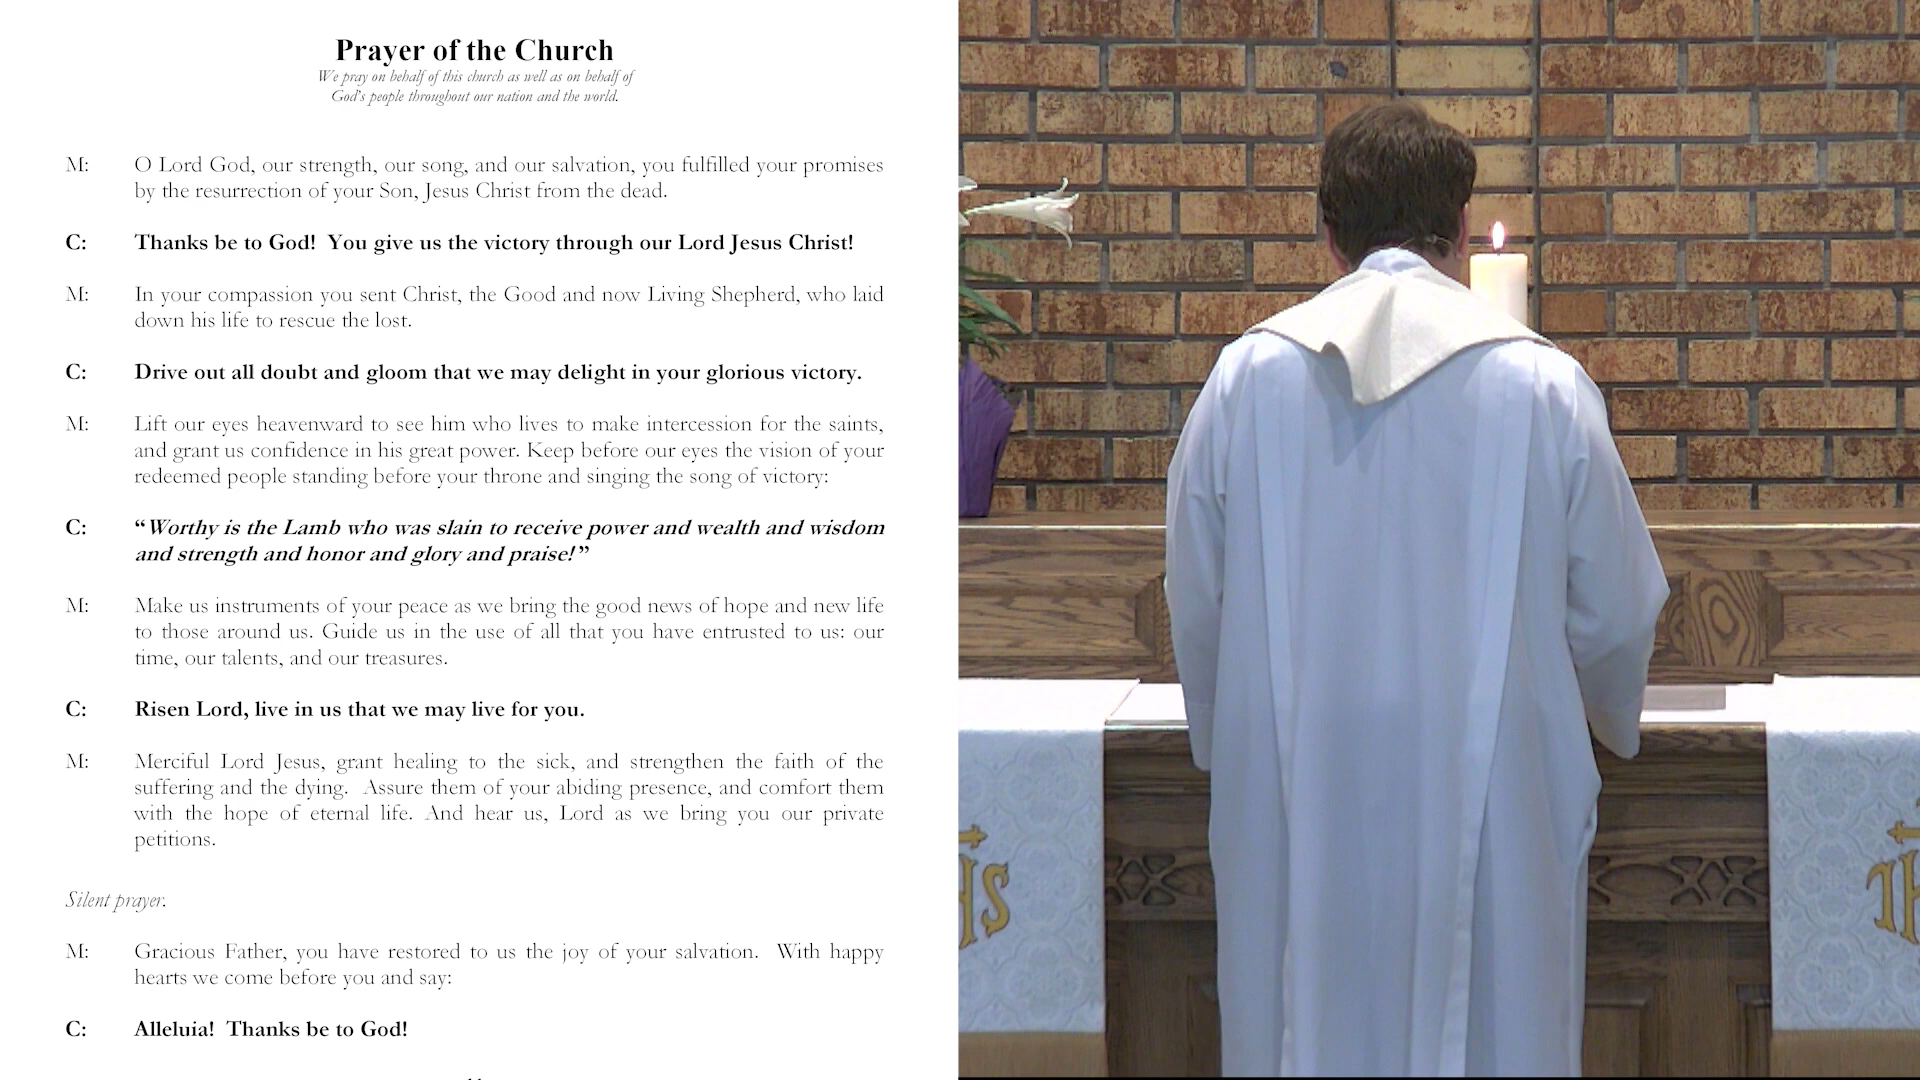 Prayer of the Church
We pray on behalf of this church as well as on behalf of
God's people throughout our nation and the world.
M: O Lord God, our strength, our song, and our salvation, you fulfilled your promises
by the resurrection of your Son, Jesus Christ from the dead.
C: Thanks be to God!  You give us the victory through our Lord Jesus Christ!
M: In your compassion you sent Christ, the Good and now Living Shepherd, who laid
down his life to rescue the lost.
C: Drive out all doubt and gloom that we may delight in your glorious victory.
M: Lift our eyes heavenward to see him who lives to make intercession for the saints,
and grant us confidence in his great power. Keep before our eyes the vision of your
redeemed people standing before your throne and singing the song of victory:
C: “Worthy is the Lamb who was slain to receive power and wealth and wisdom
and strength and honor and glory and praise!”
M: Make us instruments of your peace as we bring the good news of hope and new life
to those around us. Guide us in the use of all that you have entrusted to us: our
time, our talents, and our treasures.
C: Risen Lord, live in us that we may live for you.
M: Merciful Lord Jesus, grant healing to the sick, and strengthen the faith of the
suffering and the dying.  Assure them of your abiding presence, and comfort them
with the hope of eternal life. And hear us, Lord as we bring you our private
petitions.
Silent prayer.
M: Gracious Father, you have restored to us the joy of your salvation.  With happy
hearts we come before you and say:
C: Alleluia!  Thanks be to God!